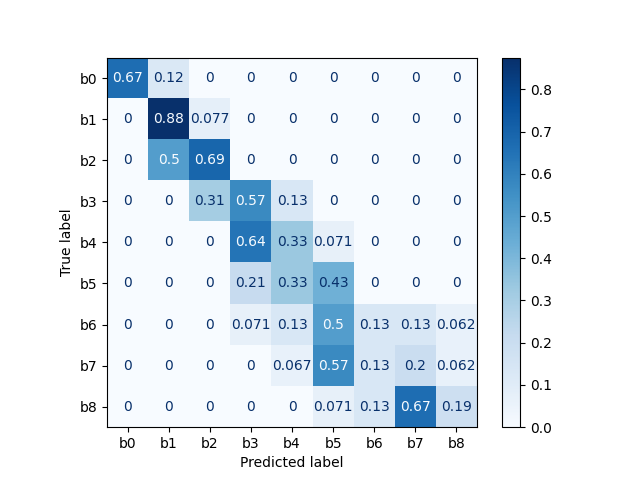 b0 0.67 0.12 0 0 0 0 0 0 0
b1 0 0.88 0.077 0 0 0 0 0 0
b2 0 0.5 0.69 0 0 0 0 0 0
b3 0 0 0.31 0.57 0.13 0 0 0 0
b4 0 0 0 0.64 0.33 0.071 0 0 0
b5 0 0 0 0.21 0.33 0.43 0 0 0
b6 0 0 0 0.071 0.13 0.5 0.13 0.13 0.062
b7 0 0 0 0 0.067 0.57 0.13 0.2 0.062
b8 0 0 0 0 0 0.071 0.13 0.67 0.19
b0 b1 b2 b3 b4 b5 b6 b7 b8
Predicted label
True label
0.8
0.7
0.6
0.5
0.4
0.3
0.2
0.1
0.0